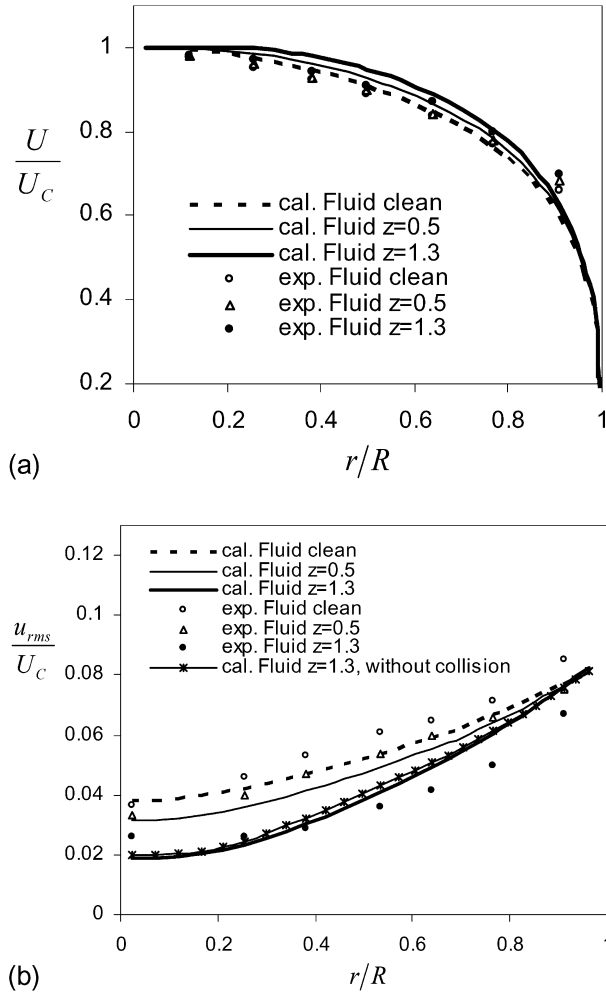 1
0.8
0.6
0.4
0.2
U
U_C
cal. Fluid clean
cal. Fluid z=0.5
cal. Fluid z=1.3
exp. Fluid clean
exp. Fluid z=0.5
exp. Fluid z=1.3
0 0.2 0.4 0.6 0.8 1
r/R
(a)
0.12
0.1
0.08
0.06
0.04
0.02
0
u_rms
U_C
cal. Fluid clean
cal. Fluid z=0.5
cal. Fluid z=1.3
exp. Fluid clean
exp. Fluid z=0.5
exp. Fluid z=1.3
cal. Fluid z=1.3, without collision
0 0.2 0.4 0.6 0.8 1
r/R
(b)